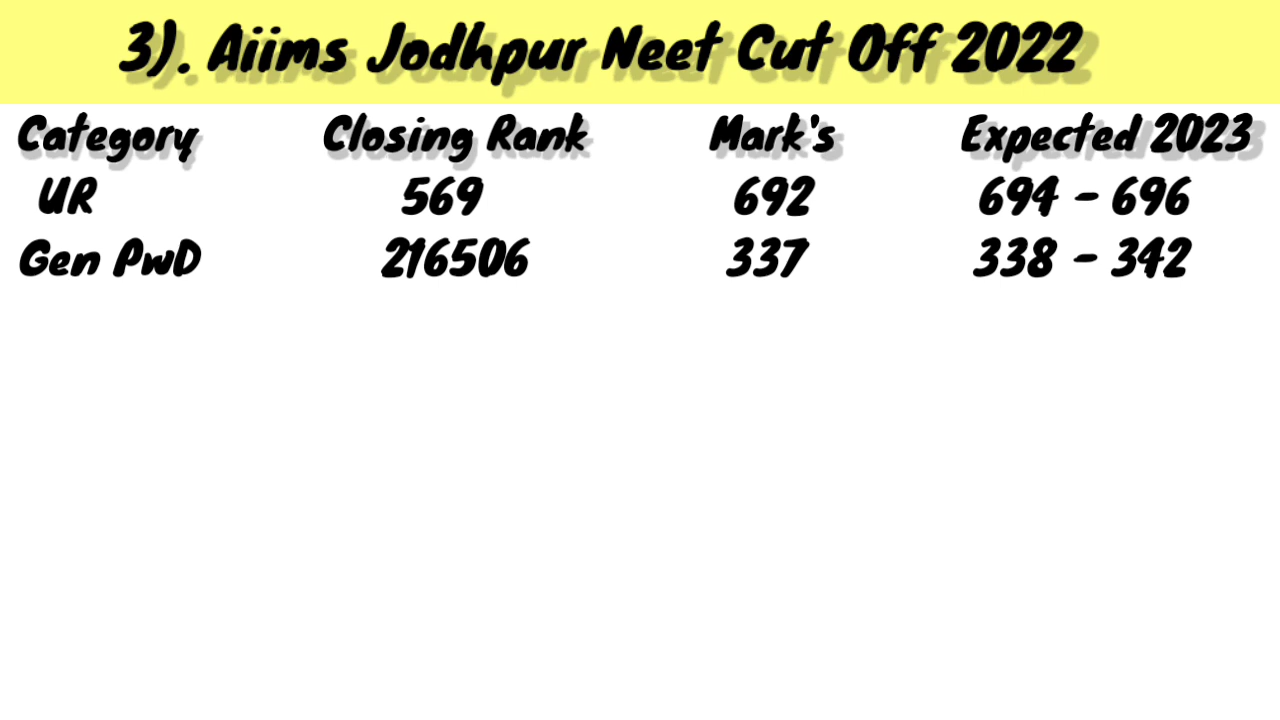 3). Aiims Jodhpur Neet Cut Off 2022
Category Closing Rank Mark's Expected 2023
UR 569 692 694 - 696
Gen PwD 216506 337 338 - 342